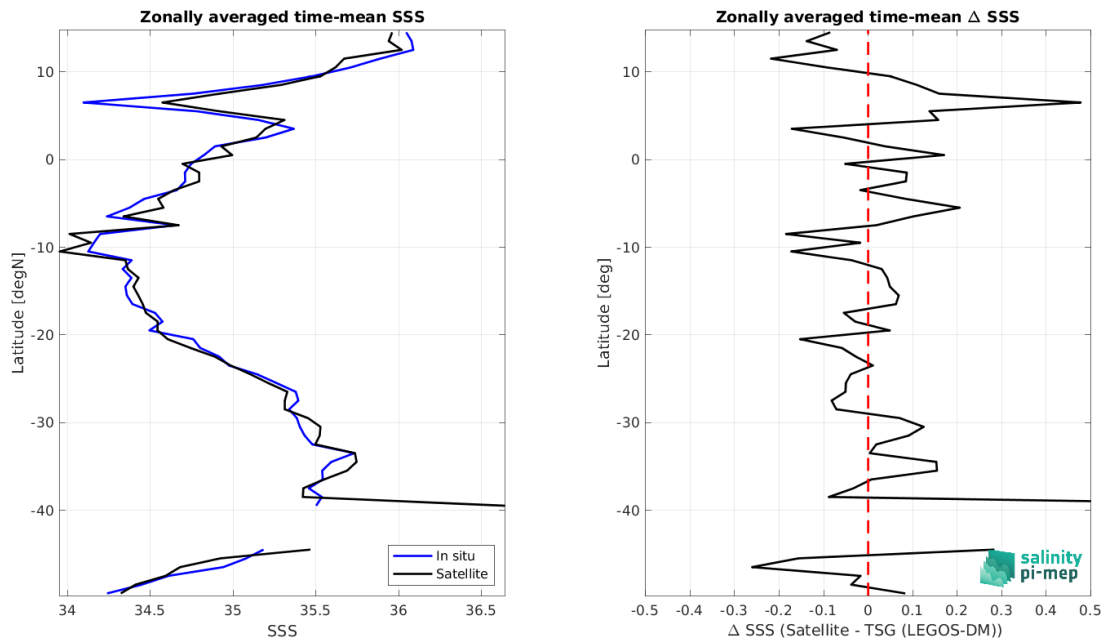 Zonally averaged time-mean SSS
Latitude [degN]
10
0
-10
-20
-30
-40
34
34.5
35
35.5
36
36.5
SSS
In situ
Satellite
Zonally averaged time-mean Δ SSS
Latitude [deg]
10
0
-10
-20
-30
-40
-0.5
-0.4
-0.3
-0.2
-0.1
0
0.1
0.2
0.3
0.4
0.5
Δ SSS (Satellite - TSG (LEGOS-DM))
salinity
pi-mep